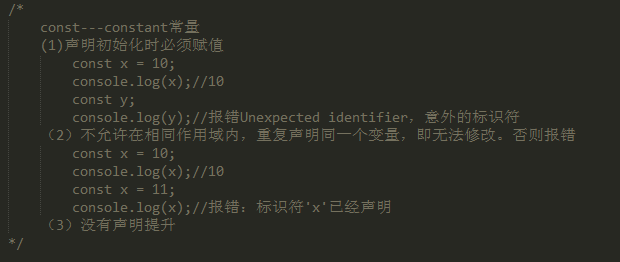 /*
const---constant常量
(1)声明初始化时必须赋值
const x = 10;
console.log(x);//10
const y;
console.log(y);//报错Unexpected identifier，意外的标识符
（2）不允许在相同作用域内，重复声明同一个变量，即无法修改。否则报错
const x = 10;
console.log(x);//10
const x = 11;
console.log(x);//报错：标识符'x'已经声明
（3）没有声明提升
*/